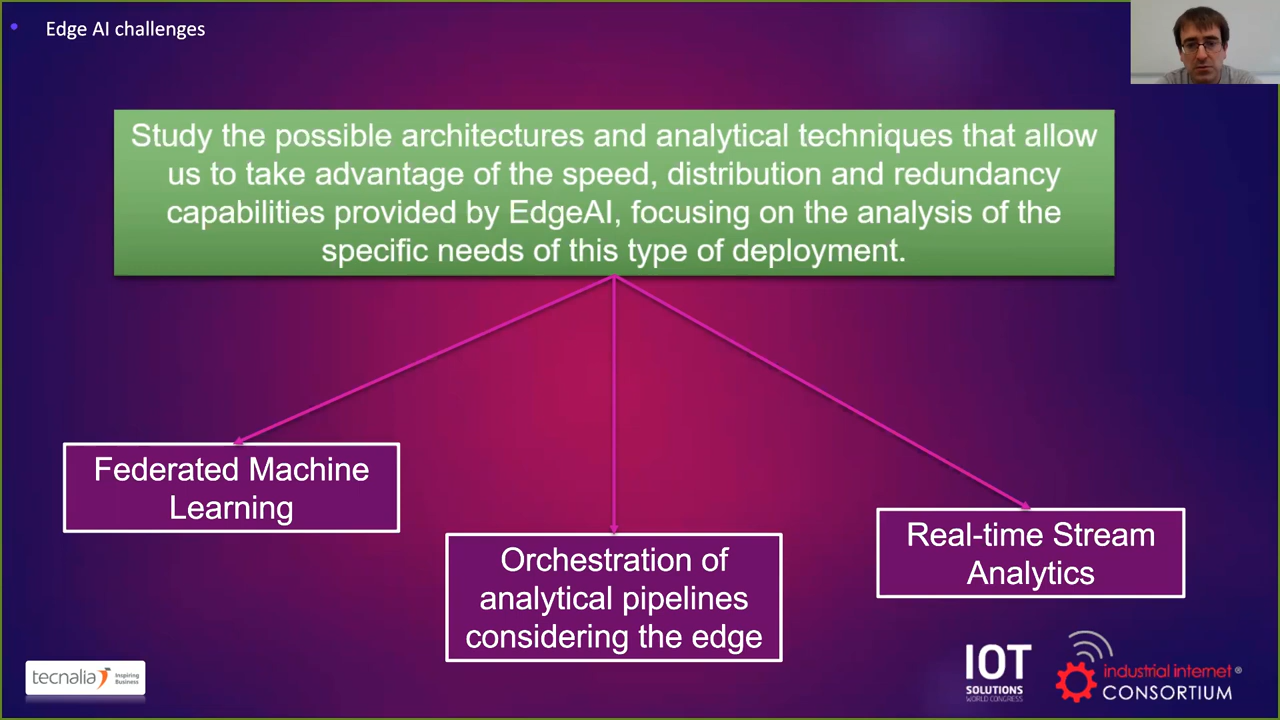 Edge AI challenges
Study the possible architectures and analytical techniques that allow
us to take advantage of the speed, distribution and redundancy
capabilities provided by EdgeAI, focusing on the analysis of the
specific needs of this type of deployment.
Federated Machine
Learning
Orchestration of
analytical pipelines
considering the edge
Real-time Stream
Analytics
tecnalia
Inspiring
Business
IOT
SOLUTIONS
WORLD CONGRESS
industrial internet®
CONSORTIUM